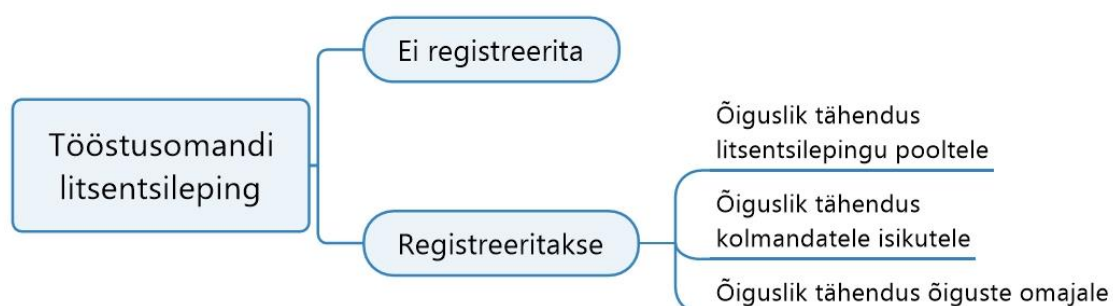 Tööstusomandi
litsentsileping
Ei registreerita
Registreeritakse
Õiguslik tähendus
litsentsilepingu pooltele
Õiguslik tähendus
kolmandatele isikutele
Õiguslik tähendus õiguste omajale